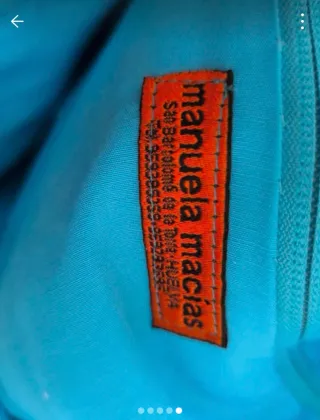 manuela macías
San Bartolomé de la Torre. HUELVA